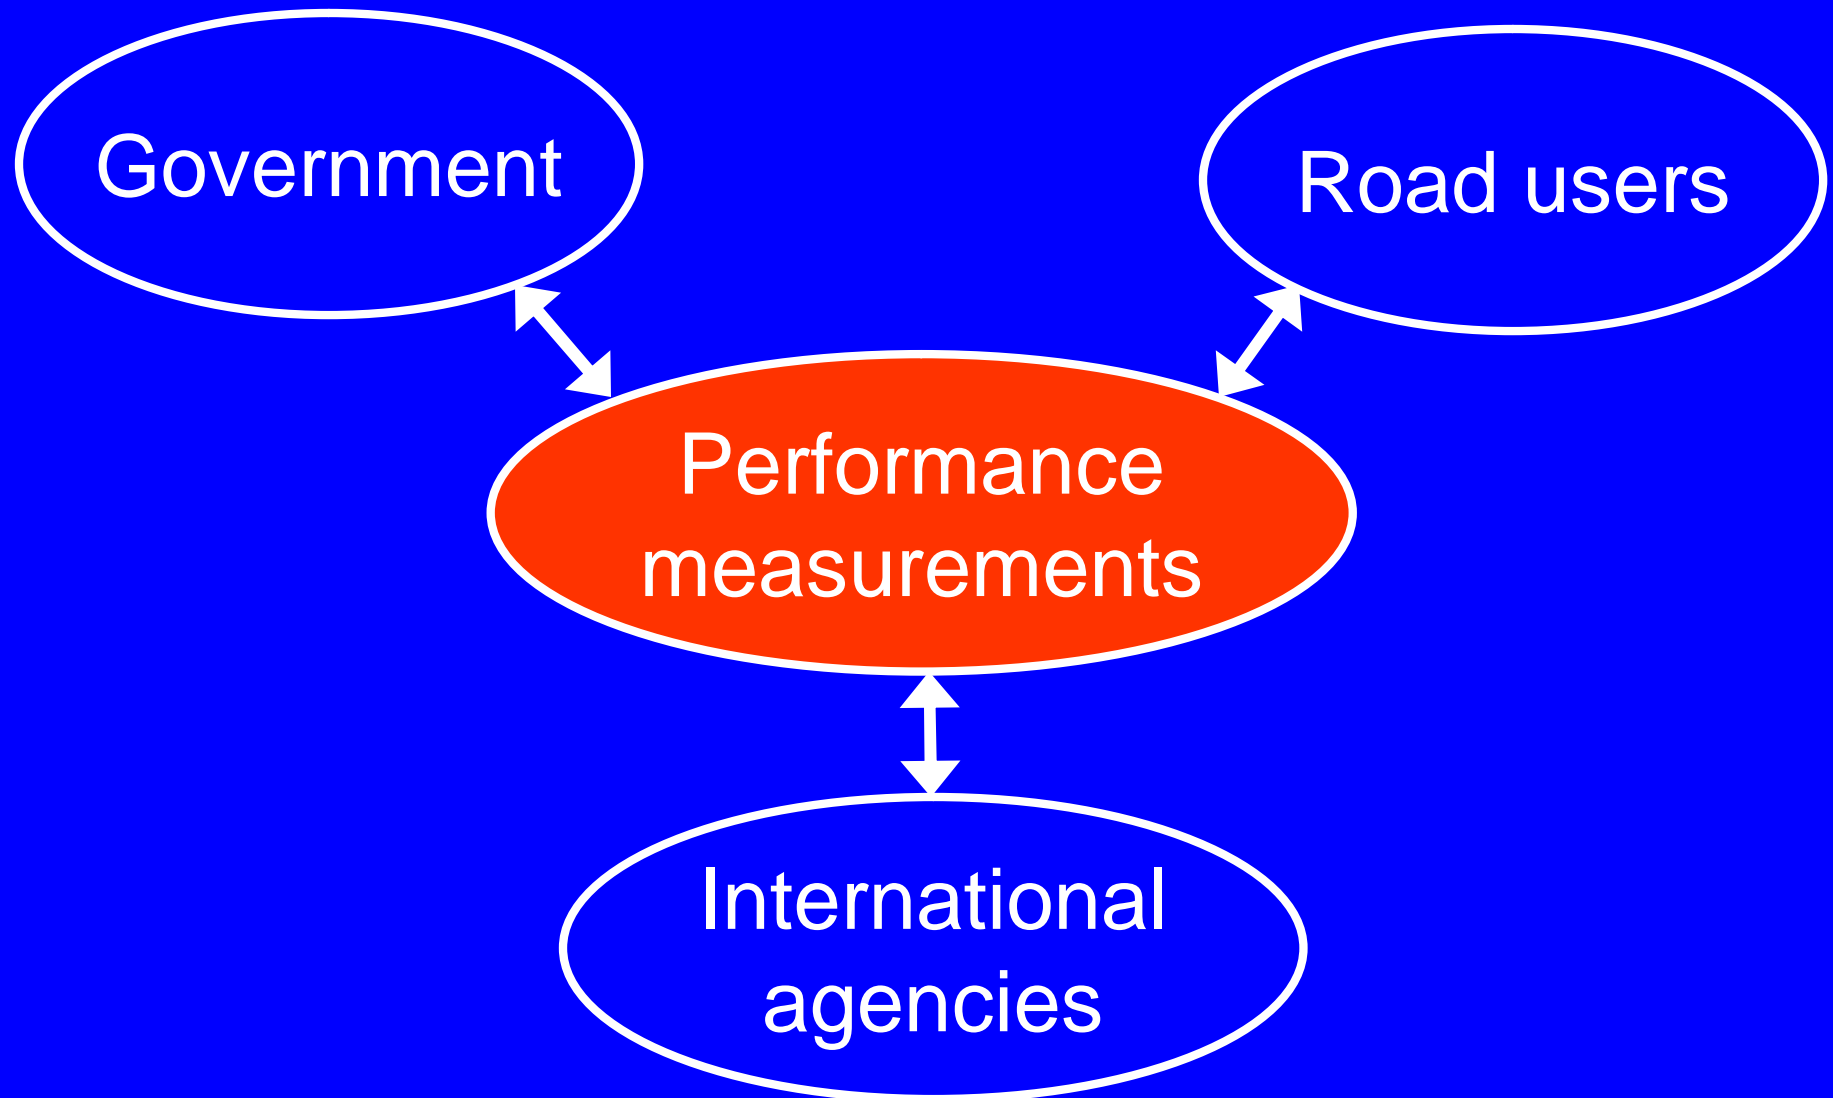 Government
Road users
Performance
measurements
International
agencies